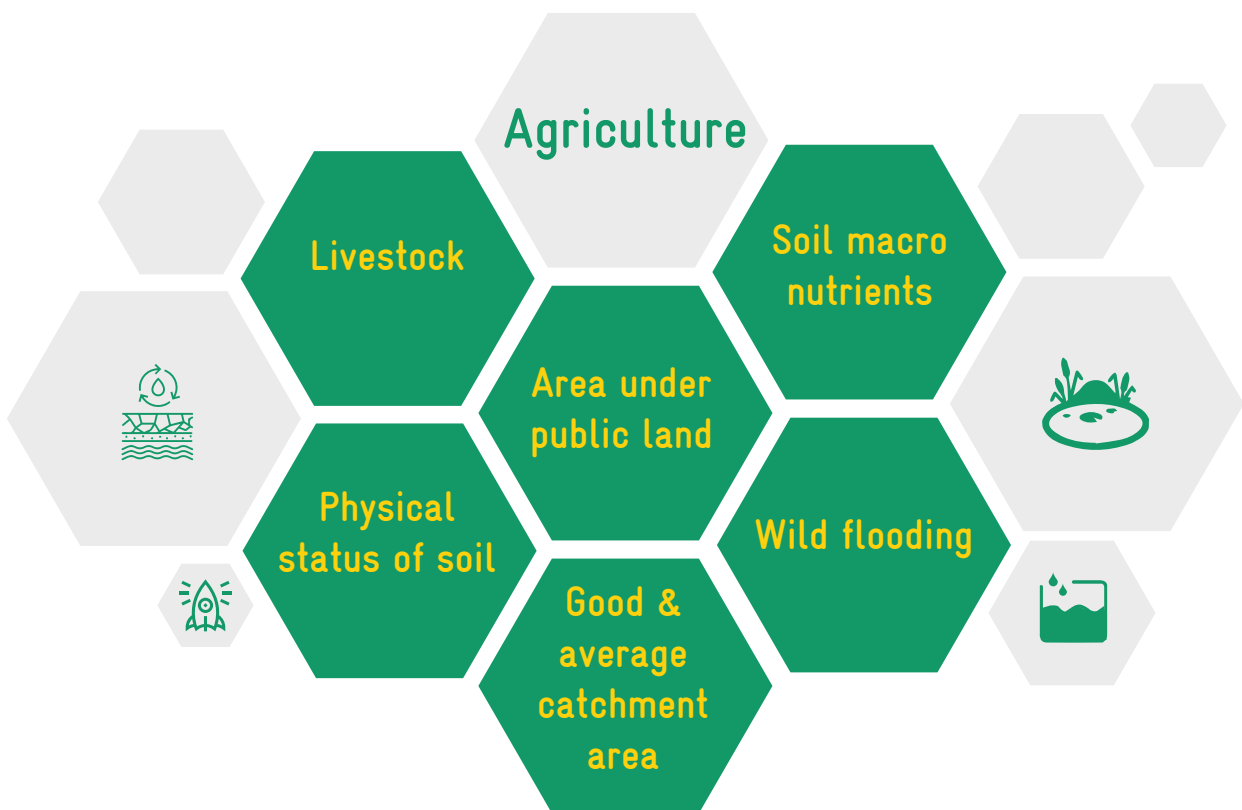 Agriculture
Livestock
Soil macro
nutrients
Area under
public land
Physical
status of soil
Wild flooding
Good &
average
catchment
area